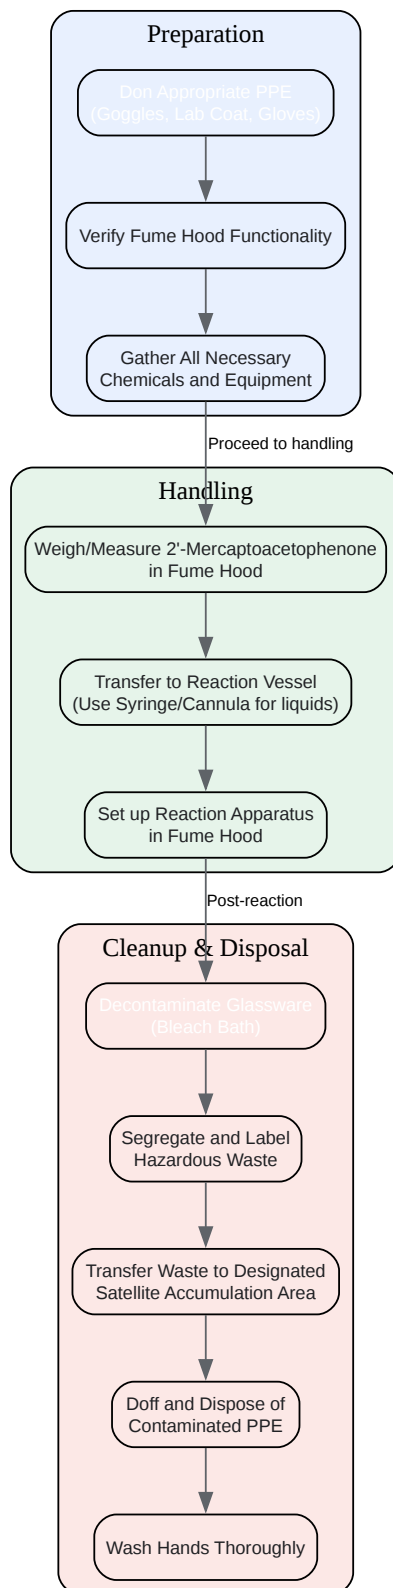 Preparation
Don Appropriate PPE
(Goggles, Lab Coat, Gloves)
Verify Fume Hood Functionality
Gather All Necessary
Chemicals and Equipment
Proceed to handling
Handling
Weigh/Measure 2'-Mercaptoacetophenone
in Fume Hood
Transfer to Reaction Vessel
(Use Syringe/Cannula for liquids)
Set up Reaction Apparatus
in Fume Hood
Post-reaction
Cleanup & Disposal
Decontaminate Glassware
(Bleach Bath)
Segregate and Label
Hazardous Waste
Transfer Waste to Designated
Satellite Accumulation Area
Doff and Dispose of
Contaminated PPE
Wash Hands Thoroughly